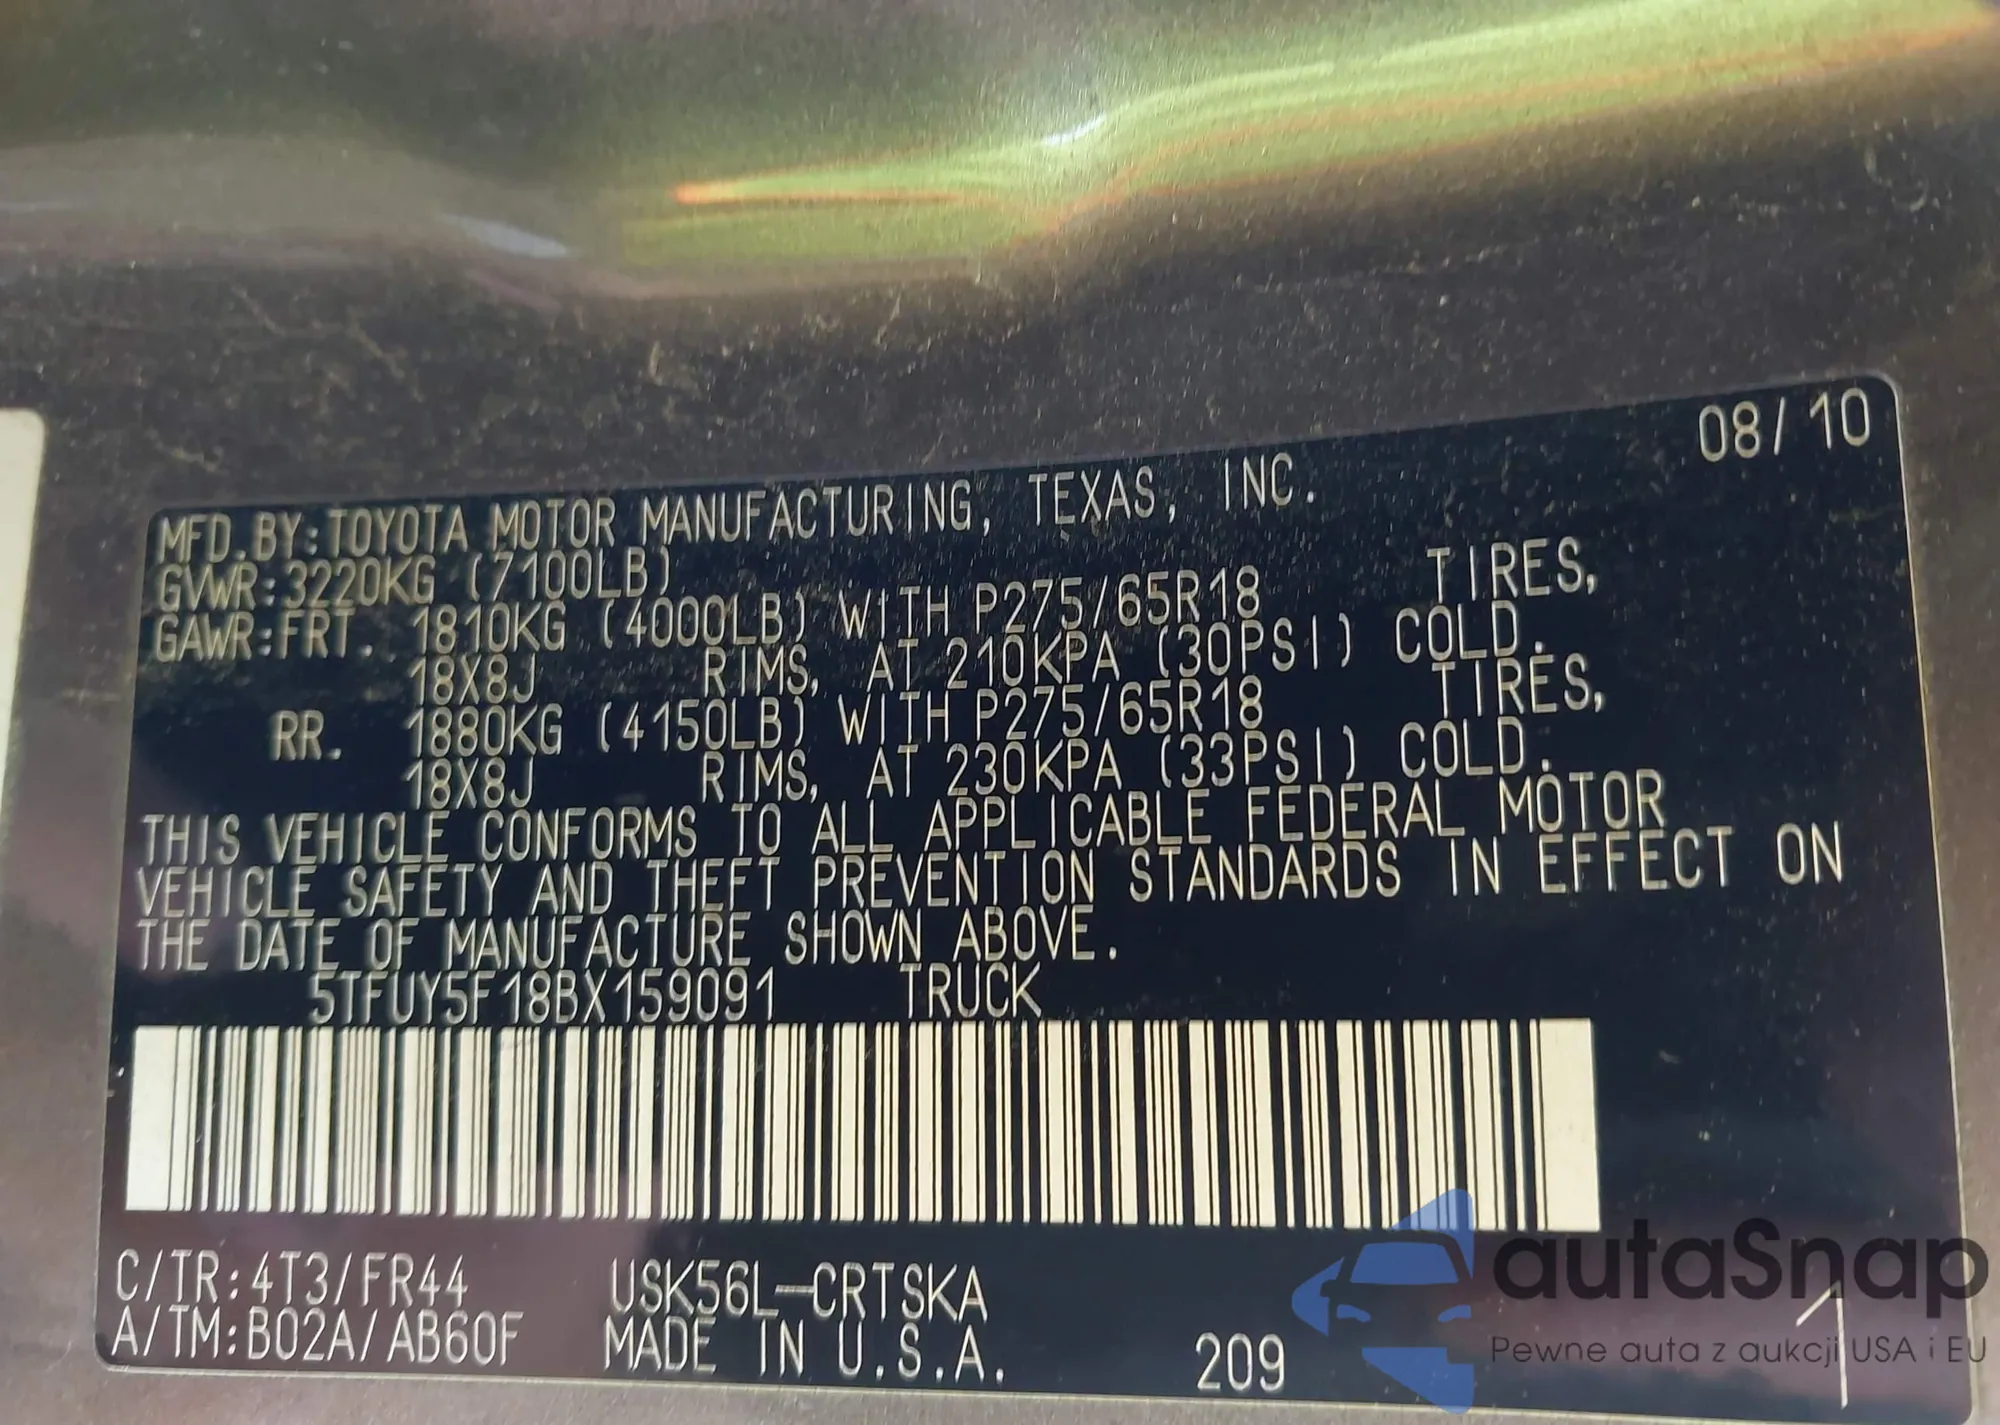 08/10
MFD.BY:TOYOTA MOTOR MANUFACTURING, TEXAS, INC.
GVWR:3220KG (7100LB)
GAWR:FRT. 1810KG (4000LB) WITH P275/65R18 TIRES,
18X8J RIMS, AT 210KPA (30PSI) COLD.
RR. 1880KG (4150LB) WITH P275/65R18 TIRES,
18X8J RIMS, AT 230KPA (33PSI) COLD.
THIS VEHICLE CONFORMS TO ALL APPLICABLE FEDERAL MOTOR
VEHICLE SAFETY AND THEFT PREVENTION STANDARDS IN EFFECT ON
THE DATE OF MANUFACTURE SHOWN ABOVE.
5TFUY5F18BX159091 TRUCK
C/TR:4T3/FR44 USK56L-CRTSKA
A/TM:B02A/AB60F MADE IN U.S.A. 209
1
autaSnap
Pewne auta z aukcji USA i EU